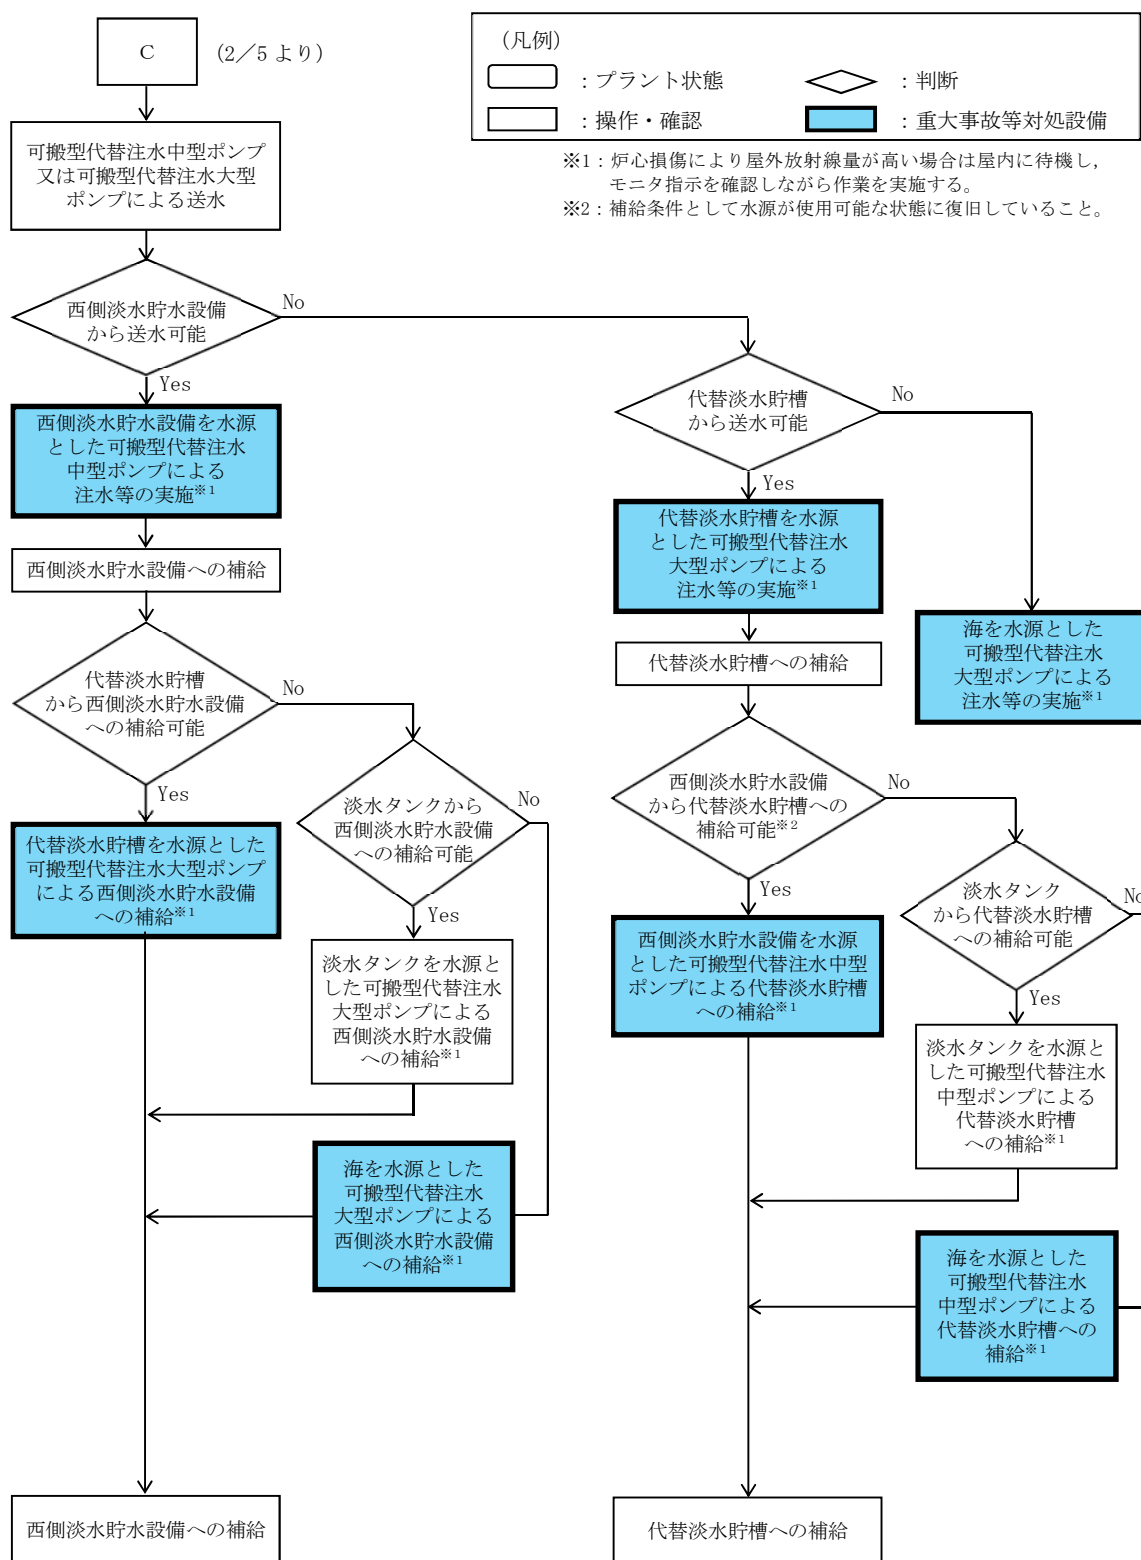 C
(2／5 より)
(凡例)
：プラント状態
：判断
：操作・確認
：重大事故等対処設備
※1：炉心損傷により屋外放射線量が高い場合は屋内に待機し，
モニタ指示を確認しながら作業を実施する。
※2：補給条件として水源が使用可能な状態に復旧していること。
可搬型代替注水中型ポンプ
又は可搬型代替注水大型
ポンプによる送水
西側淡水貯水設備
から送水可能
No
Yes
西側淡水貯水設備を水源
とした可搬型代替注水
中型ポンプによる
注水等の実施※1
西側淡水貯水設備への補給
代替淡水貯槽
から西側淡水貯水設備
への補給可能
No
Yes
代替淡水貯槽を水源とした
可搬型代替注水大型ポンプ
による西側淡水貯水設備
への補給※1
淡水タンクから
西側淡水貯水設備
への補給可能
No
Yes
淡水タンクを水源と
した可搬型代替注水
大型ポンプによる
西側淡水貯水設備
への補給※1
海を水源とした
可搬型代替注水
大型ポンプによる
西側淡水貯水設備
への補給※1
西側淡水貯水設備への補給
代替淡水貯槽
から送水可能
No
Yes
代替淡水貯槽を水源
とした可搬型代替注水
大型ポンプによる
注水等の実施※1
海を水源とした
可搬型代替注水
大型ポンプによる
注水等の実施※1
代替淡水貯槽への補給
西側淡水貯水設備
から代替淡水貯槽への
補給可能※2
No
Yes
西側淡水貯水設備を水源
とした可搬型代替注水中型
ポンプによる代替淡水貯槽
への補給※1
淡水タンク
から代替淡水貯槽
への補給可能
No
Yes
淡水タンクを水源と
した可搬型代替注水
中型ポンプによる
代替淡水貯槽
への補給※1
海を水源とした
可搬型代替注水
中型ポンプによる
代替淡水貯槽への
補給※1
代替淡水貯槽への補給